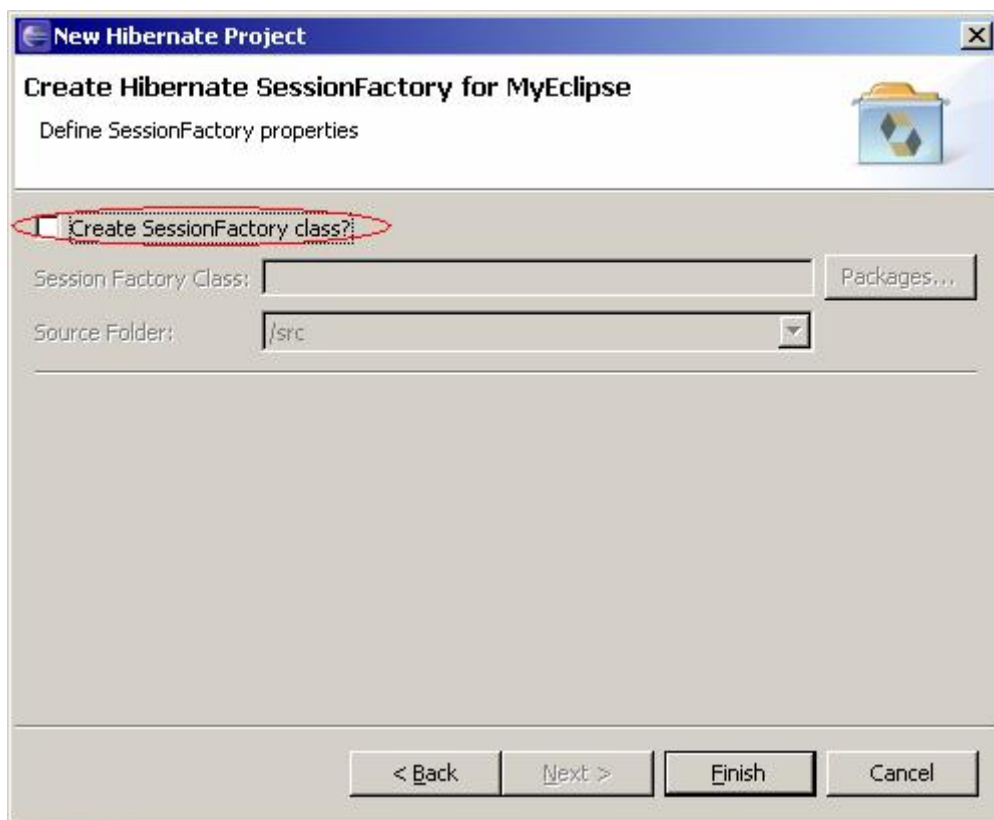 New Hibernate Project
Create Hibernate SessionFactory for MyEclipse
Define SessionFactory properties
Create SessionFactory class?
Session Factory Class:
Packages...
Source Folder:
/src
< Back
Next >
Finish
Cancel